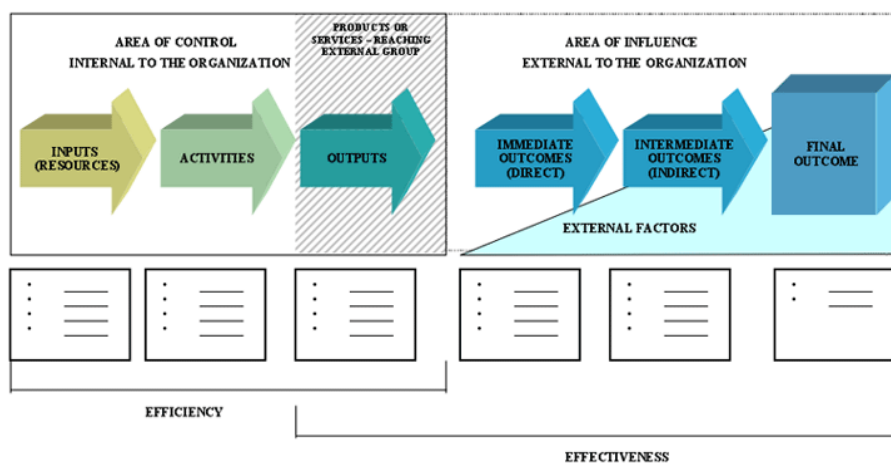 AREA OF CONTROL
INTERNAL TO THE ORGANIZATION
PRODUCTS OR
SERVICES – REACHING
EXTERNAL GROUP
AREA OF INFLUENCE
EXTERNAL TO THE ORGANIZATION
INPUTS
(RESOURCES)
ACTIVITIES
OUTPUTS
IMMEDIATE
OUTCOMES
(DIRECT)
INTERMEDIATE
OUTCOMES
(INDIRECT)
FINAL
OUTCOME
EXTERNAL FACTORS
EFFICIENCY
EFFECTIVENESS